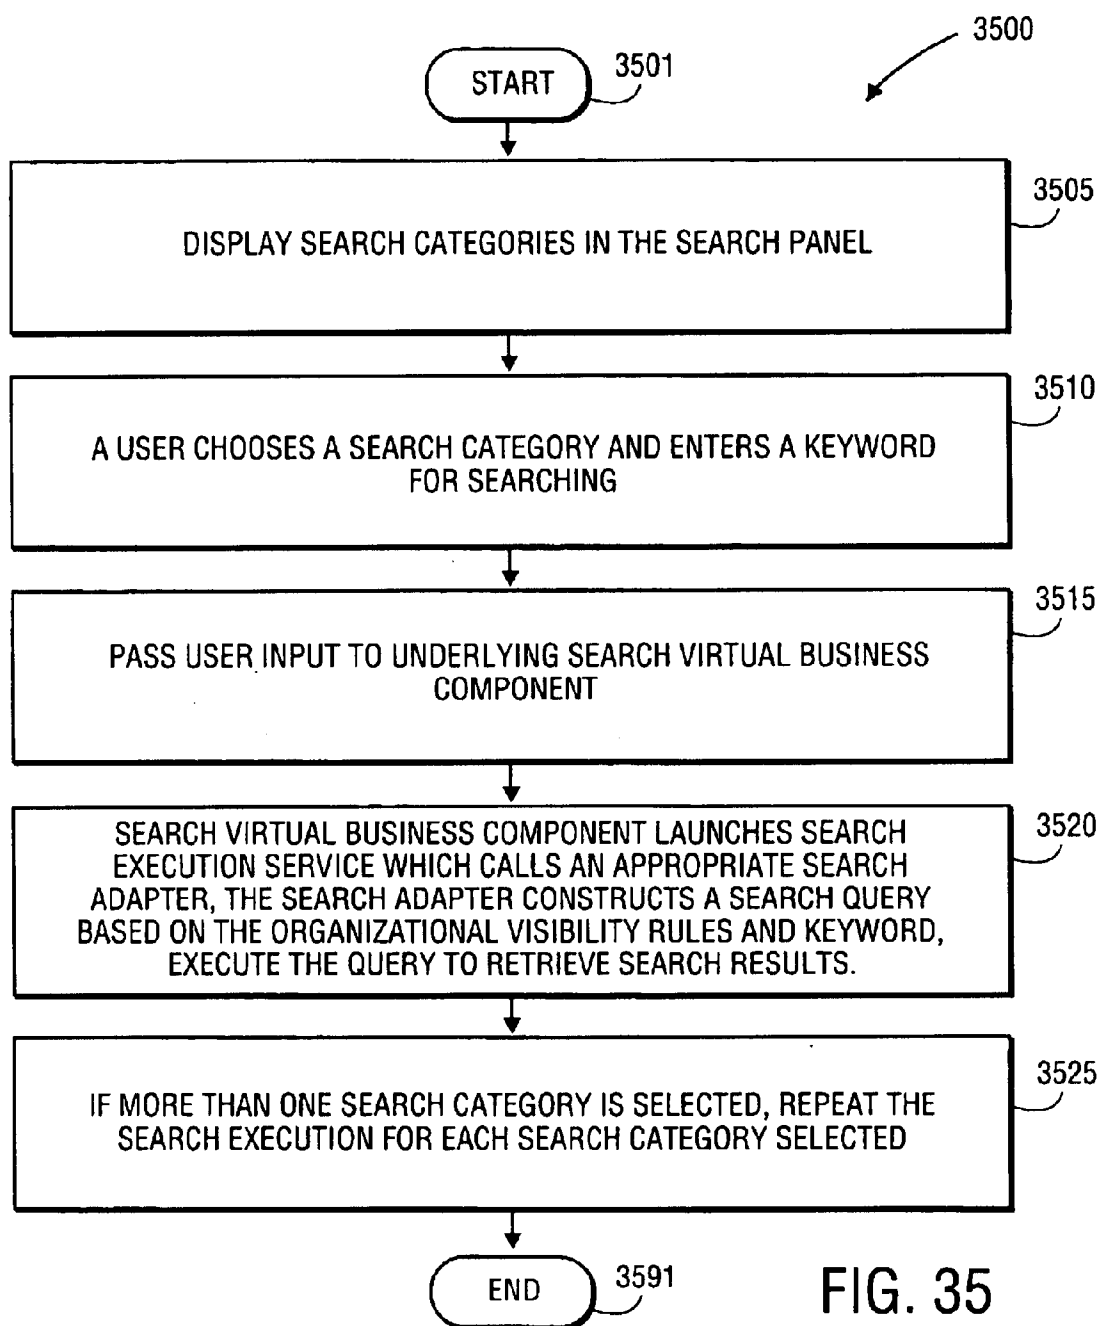 3500
START
3501
3505
DISPLAY SEARCH CATEGORIES IN THE SEARCH PANEL
3510
A USER CHOOSES A SEARCH CATEGORY AND ENTERS A KEYWORD
FOR SEARCHING
3515
PASS USER INPUT TO UNDERLYING SEARCH VIRTUAL BUSINESS
COMPONENT
3520
SEARCH VIRTUAL BUSINESS COMPONENT LAUNCHES SEARCH
EXECUTION SERVICE WHICH CALLS AN APPROPRIATE SEARCH
ADAPTER, THE SEARCH ADAPTER CONSTRUCTS A SEARCH QUERY
BASED ON THE ORGANIZATIONAL VISIBILITY RULES AND KEYWORD,
EXECUTE THE QUERY TO RETRIEVE SEARCH RESULTS.
3525
IF MORE THAN ONE SEARCH CATEGORY IS SELECTED, REPEAT THE
SEARCH EXECUTION FOR EACH SEARCH CATEGORY SELECTED
END
3591
FIG. 35